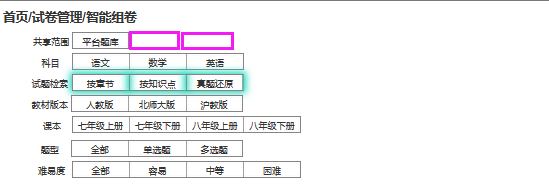 首页/试卷管理/智能组卷
共享范围 平台题库
科目 语文 数学 英语
试题检索 按章节 按知识点 真题还原
教材版本 人教版 北师大版 沪教版
课本 七年级上册 七年级下册 八年级上册 八年级下册
题型 全部 单选题 多选题
难易度 全部 容易 中等 困难